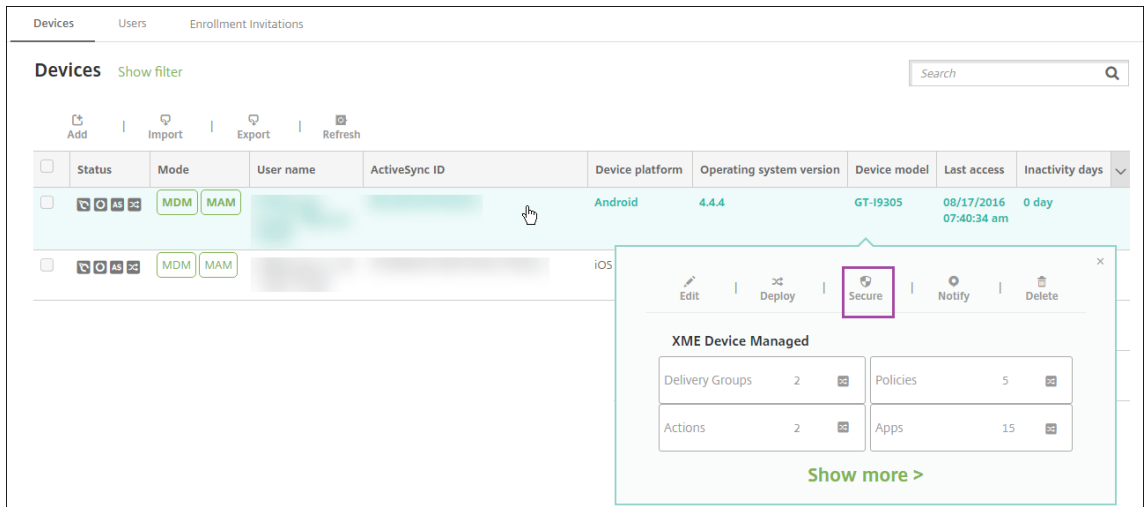 Devices Users Enrollment Invitations
Devices Show filter
Search
Add | Import | Export | Refresh
Status Mode User name ActiveSync ID Device platform Operating system version Device model Last access Inactivity days
AS MDM MAM Android 4.4.4 GT-I9305 08/17/2016 0 day
07:40:34 am
AS MDM MAM iOS
×
Edit | Deploy | Secure | Notify | Delete
XME Device Managed
Delivery Groups 2 Policies 5
Actions 2 Apps 15
Show more >